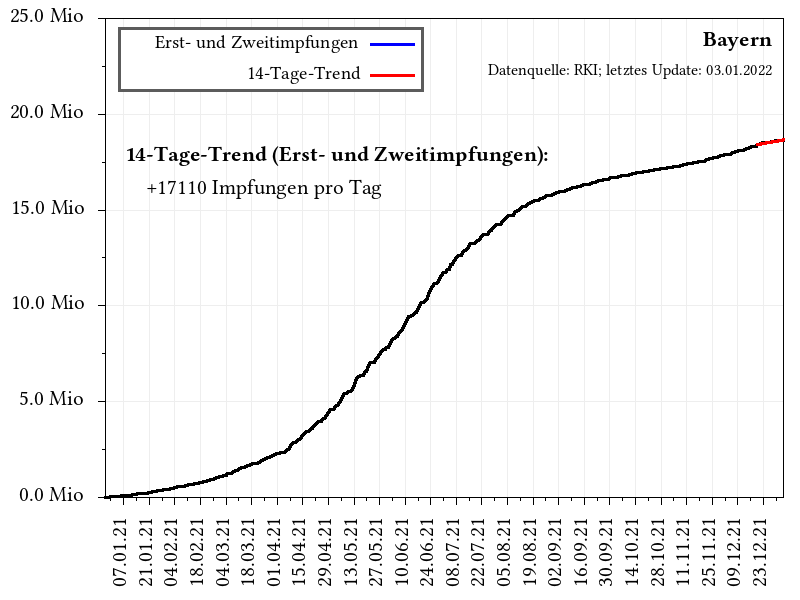 25.0 Mio
20.0 Mio
15.0 Mio
10.0 Mio
5.0 Mio
0.0 Mio
Erst- und Zweitimpfungen
14-Tage-Trend
Bayern
Datenquelle: RKI; letztes Update: 03.01.2022
14-Tage-Trend (Erst- und Zweitimpfungen):
+17110 Impfungen pro Tag
07.01.21
21.01.21
04.02.21
18.02.21
04.03.21
18.03.21
01.04.21
15.04.21
29.04.21
13.05.21
27.05.21
10.06.21
24.06.21
08.07.21
22.07.21
05.08.21
19.08.21
02.09.21
16.09.21
30.09.21
14.10.21
28.10.21
11.11.21
25.11.21
09.12.21
23.12.21